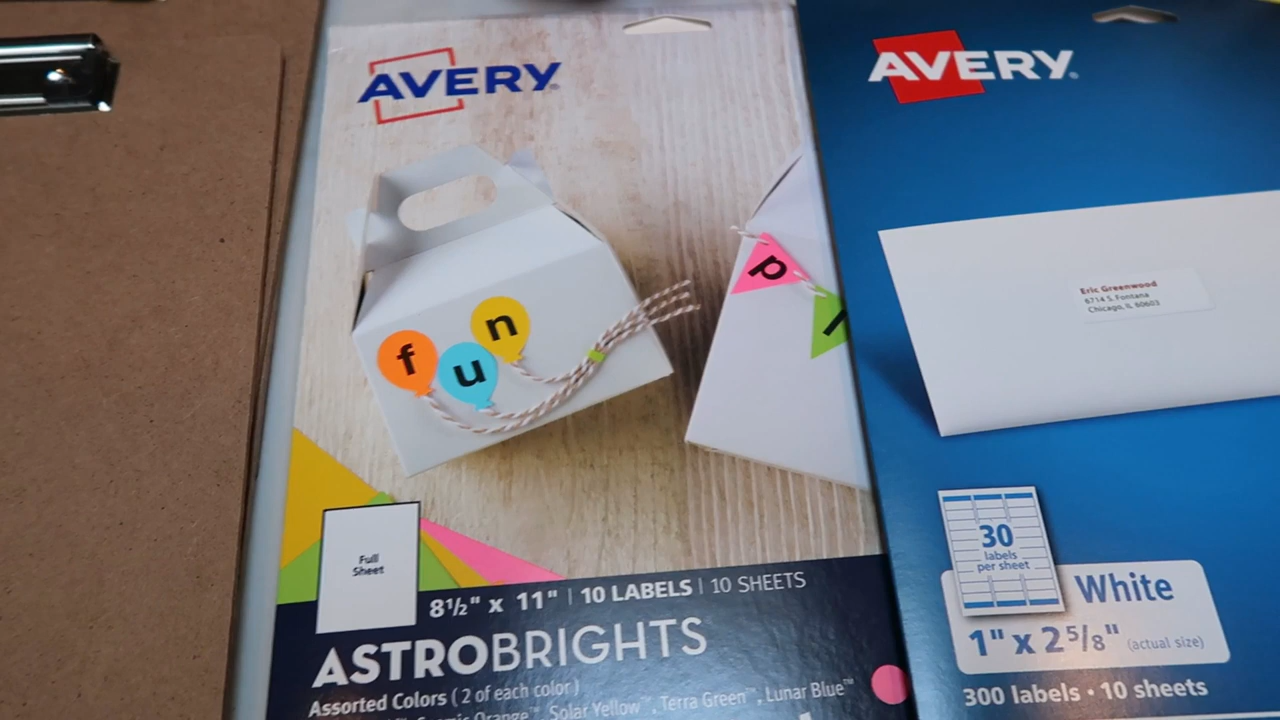 AVERY
f u n
p
Full
Sheet
8½" x 11" | 10 LABELS | 10 SHEETS
ASTROBRIGHTS
Assorted Colors (2 of each color)
Orange™, Solar Yellow™, Terra Green™, Lunar Blue™
AVERY®
Eric Greenwood
6714 S. Fontana
Chicago, IL 60603
30
labels
per sheet
White
1" x 2⅝" (actual size)
300 labels • 10 sheets